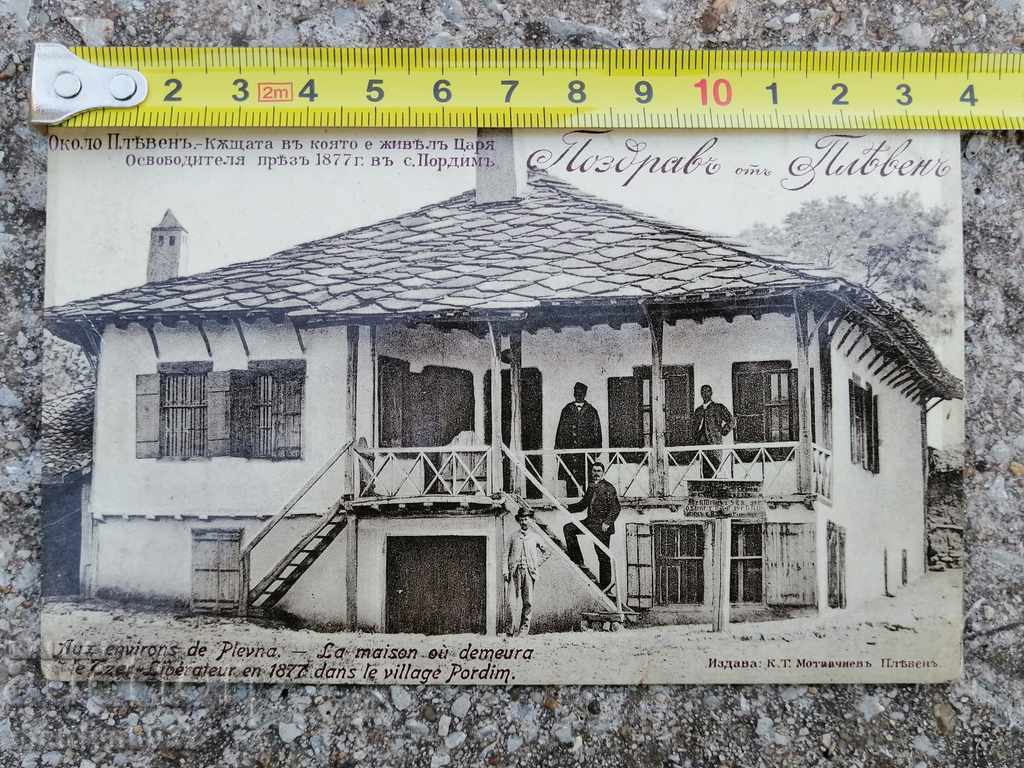 2 3 2m 4 5 6 7 8 9 10 1 2 3 4
Около Плѣвенъ.-Кѫщата въ която е живѣлъ Царя
Освободителя прѣзъ 1877 г. въ с. Пордимъ.
Поздравъ отъ Плѣвенъ
Aux environs de Plevna. — La maison où demeura
le Tzar-Libérateur en 1877 dans le village Pordim.
Издава: К. Т. Мотивчиевъ Плѣвенъ.